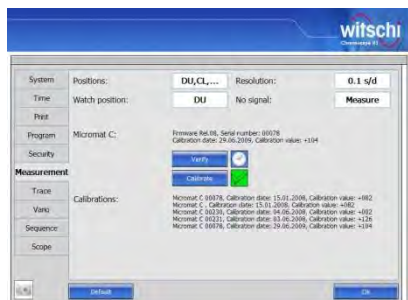 witschi
Chronoscope X1
System
Time
Print
Program
Security
Measurement
Trace
Vario
Sequence
Scope
Positions: DU,CL,... Resolution: 0.1 s/d
Watch position: DU No signal: Measure
Micromat C: Firmware Rel.08, Serial number: 00078
Calibration date: 29.06.2009, Calibration value: +104
Verify
Calibrate
Calibrations:
Micromat C 00078, Calibration date: 15.01.2008, Calibration value: +082
Micromat C , Calibration date: 15.01.2008, Calibration value: +082
Micromat C 00230, Calibration date: 04.06.2008, Calibration value: +082
Micromat C 00231, Calibration date: 03.06.2008, Calibration value: +126
Micromat C 00078, Calibration date: 29.06.2009, Calibration value: +104
Default Ok